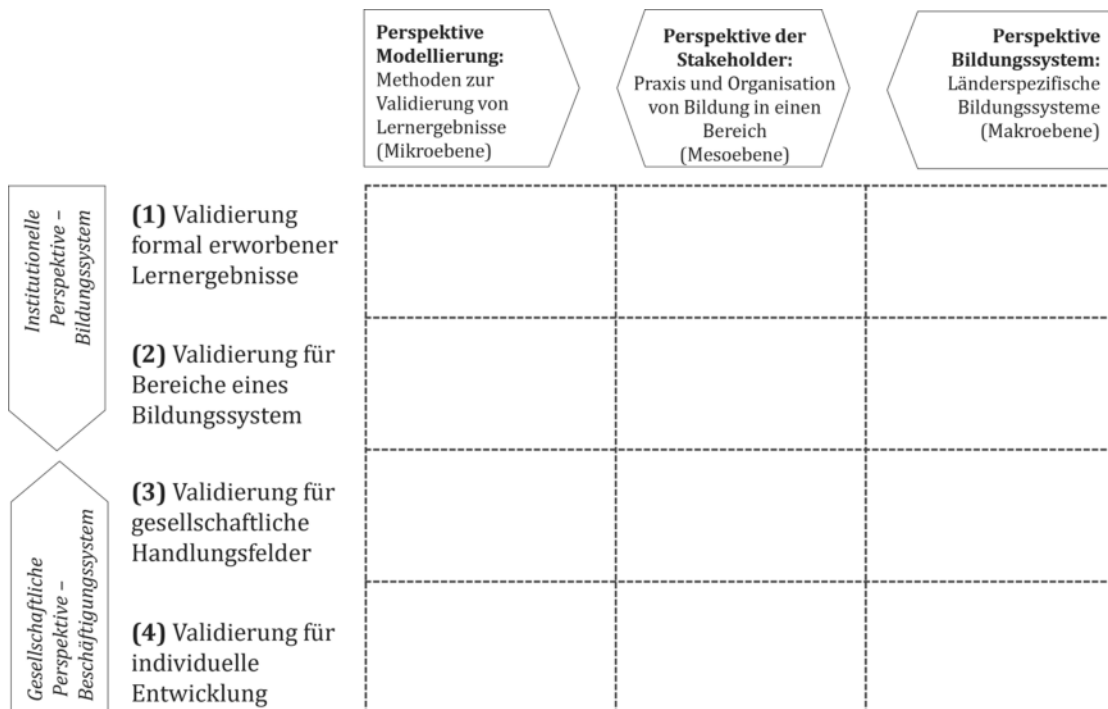 Perspektive
Modellierung:
Methoden zur
Validierung von
Lernergebnisse
(Mikroebene)
Perspektive der
Stakeholder:
Praxis und Organisation
von Bildung in einen
Bereich
(Mesoebene)
Perspektive
Bildungssystem:
Länderspezifische
Bildungssysteme
(Makroebene)
Institutionelle
Perspektive –
Bildungssystem
(1) Validierung
formal erworbener
Lernergebnisse
(2) Validierung für
Bereiche eines
Bildungssystem
Gesellschaftliche
Perspektive –
Beschäftigungssystem
(3) Validierung für
gesellschaftliche
Handlungsfelder
(4) Validierung für
individuelle
Entwicklung